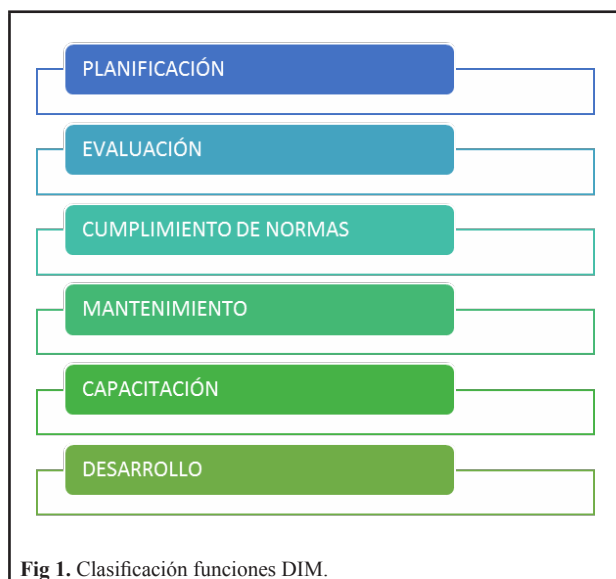 PLANIFICACIÓN
EVALUACIÓN
CUMPLIMIENTO DE NORMAS
MANTENIMIENTO
CAPACITACIÓN
DESARROLLO
Fig 1. Clasificación funciones DIM.